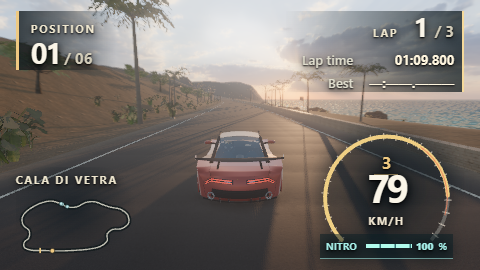 POSITION
01 / 06
LAP 1 / 3
Lap time 01:09.800
Best --:--.---
CALA DI VETRA
3
79
KM/H
NITRO 100 %